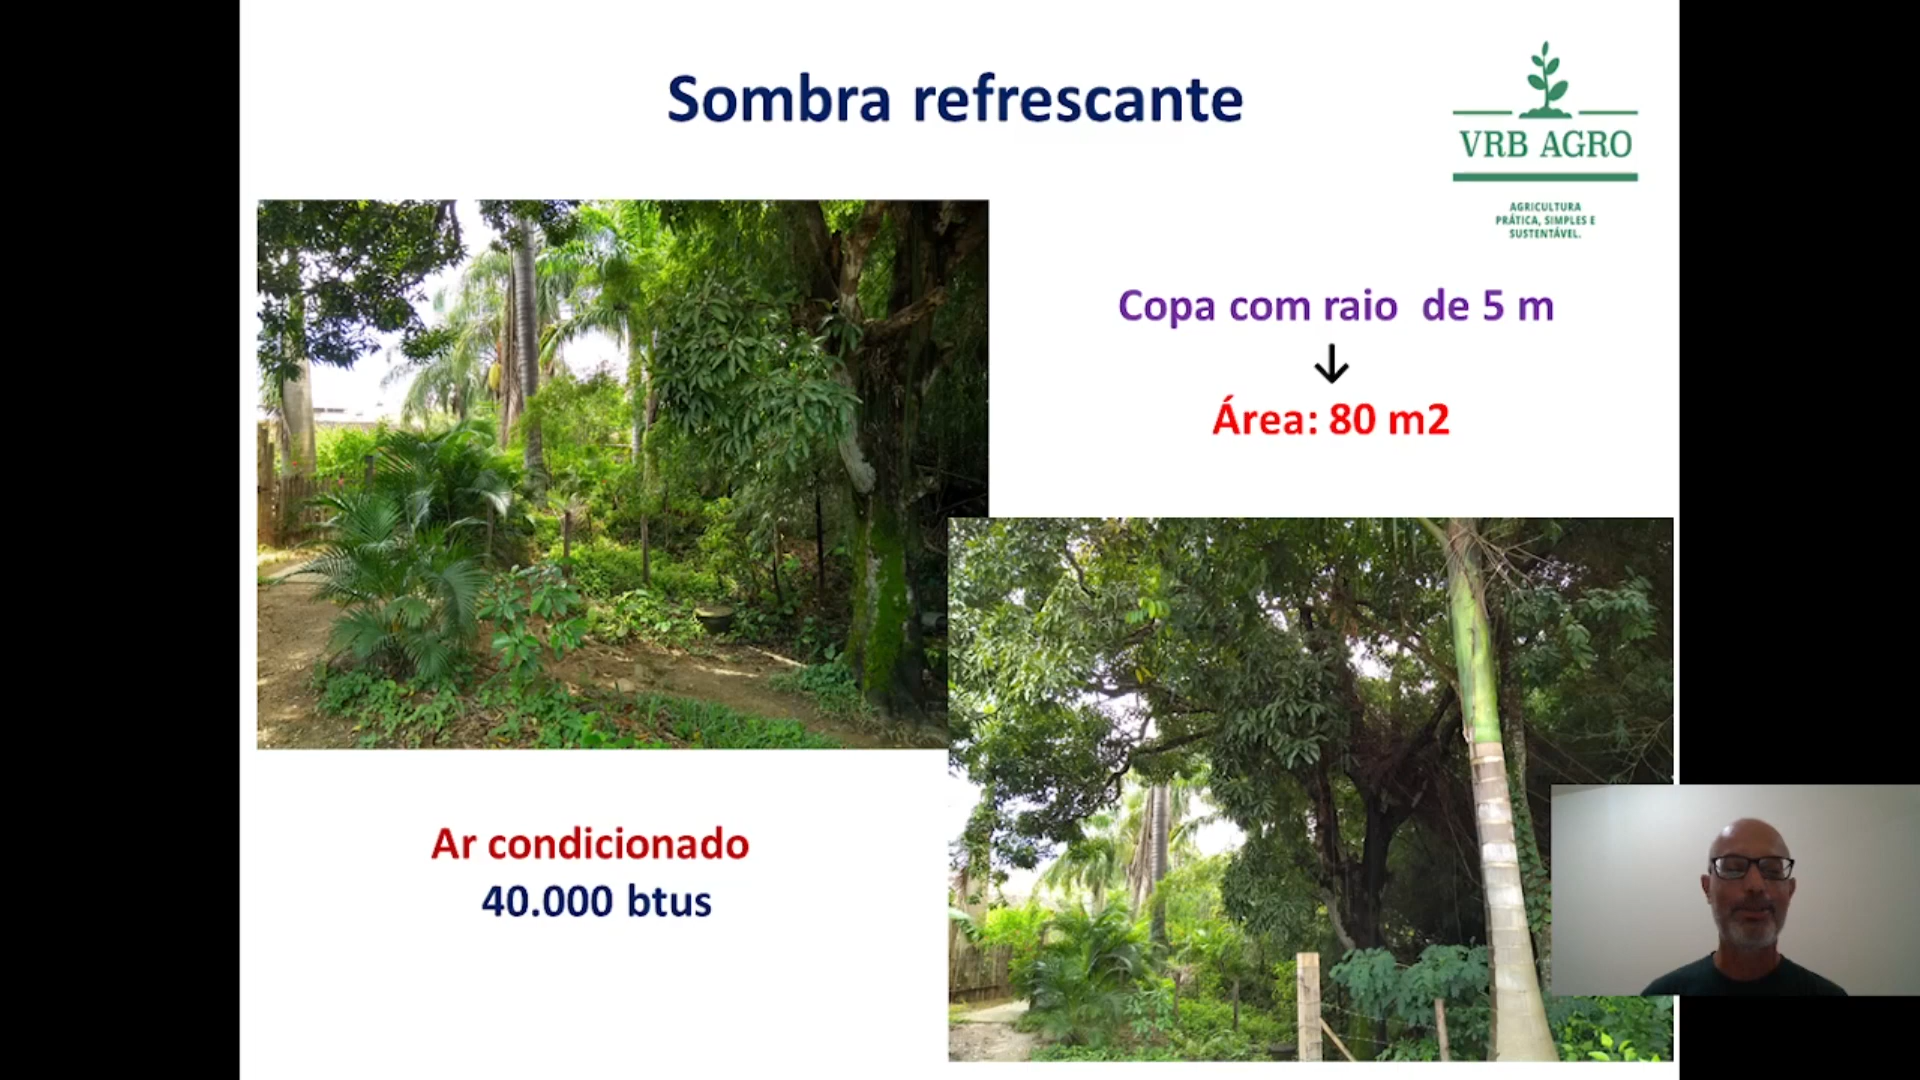 Sombra refrescante
VRB AGRO
AGRICULTURA
PRÁTICA, SIMPLES E
SUSTENTÁVEL.
Copa com raio de 5 m
↓
Área: 80 m2
Ar condicionado
40.000 btus